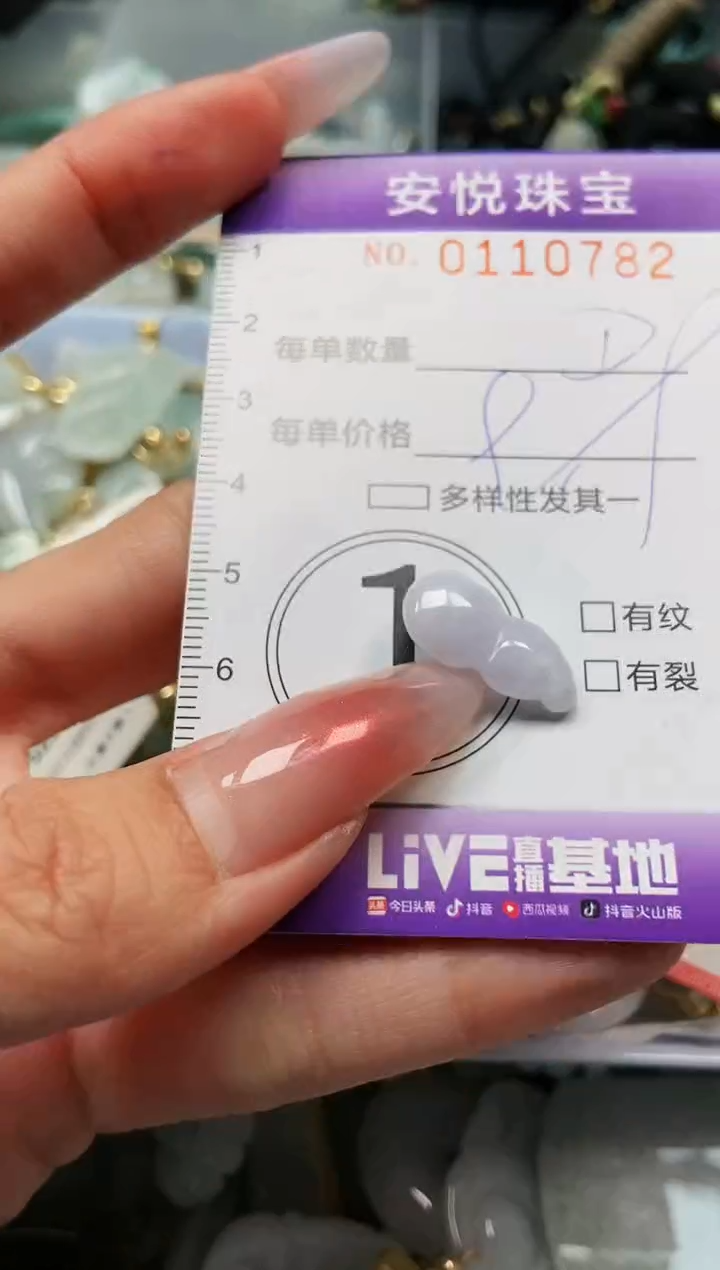 安悦珠宝
NO. 0110782
1
2
每单数量
3
每单价格
4
多样性发其一
5
1
有纹
6
有裂
LiVE直播基地
头条 今日头条 抖音 西瓜视频 抖音火山版